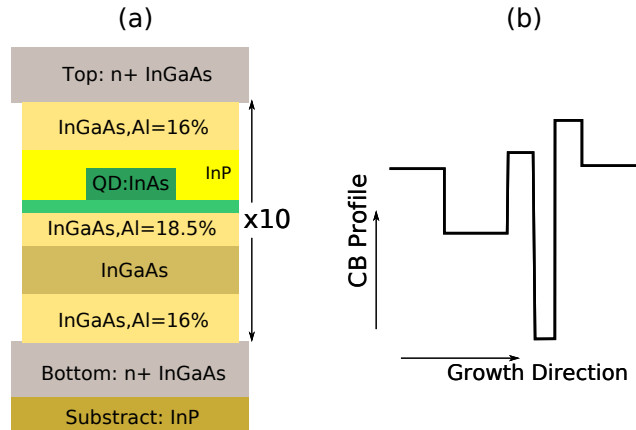 (a)
Top: n+ InGaAs
InGaAs,Al=16%
InP
QD:InAs
InGaAs,Al=18.5%
x10
InGaAs
InGaAs,Al=16%
Bottom: n+ InGaAs
Substract: InP
(b)
CB Profile
Growth Direction